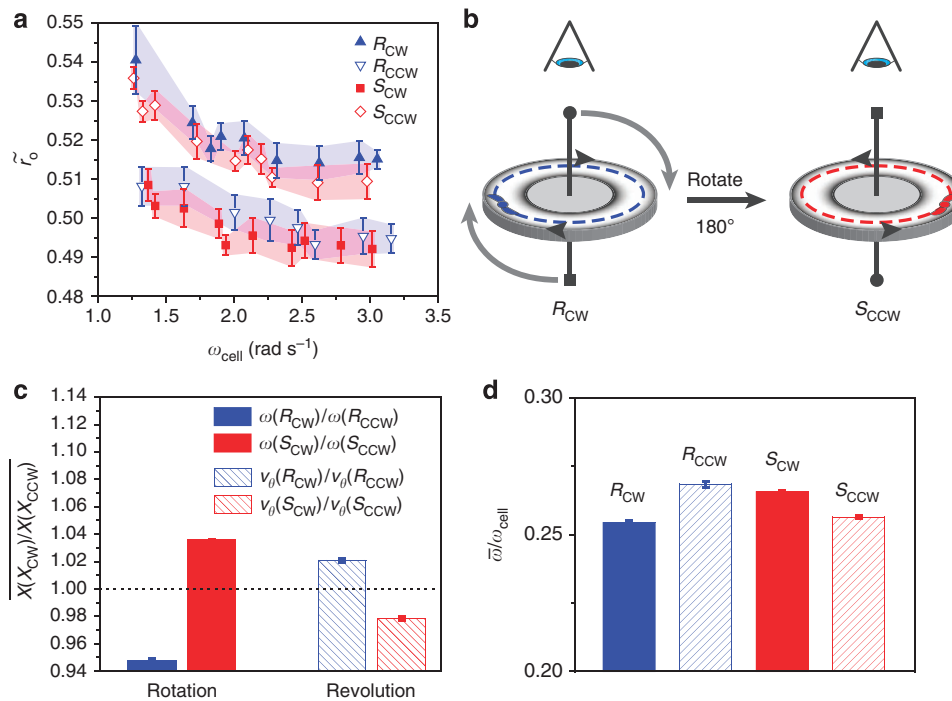 a
0.55
0.54
0.53
0.52
0.51
0.50
0.49
0.48
r̃o
1.0
1.5
2.0
2.5
3.0
3.5
ωcell (rad s–1)
RCW
RCCW
SCW
SCCW
b
Rotate
180°
RCW
SCCW
c
1.14
1.12
1.10
1.08
1.06
1.04
1.02
1.00
0.98
0.96
0.94
X(XCW)/X(XCCW)
ω(RCW)/ω(RCCW)
ω(SCW)/ω(SCCW)
vθ(RCW)/vθ(RCCW)
vθ(SCW)/vθ(SCCW)
Rotation
Revolution
d
0.30
0.25
0.20
ω̄/ωcell
RCW
RCCW
SCW
SCCW